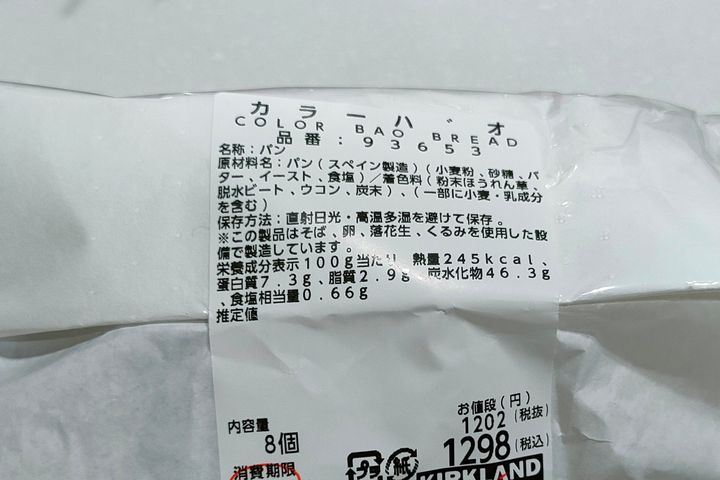 カラーバオ
COLOR BAO BREAD
品番:93653
名称:パン
原材料名:パン(スペイン製造)(小麦粉、砂糖、バ
ター、イースト、食塩)/着色料(粉末ほうれん草、
脱水ビート、ウコン、炭末)、(一部に小麦・乳成分
を含む)
保存方法:直射日光・高温多湿を避けて保存。
※この製品はそば、卵、落花生、くるみを使用した設
備で製造しています。
栄養成分表示100g当たり 熱量245kcal、
蛋白質7.3g、脂質2.9g 炭水化物46.3g
、食塩相当量0.66g
推定値
お値段(円)
1202(税抜)
内容量
8個
1298(税込)
消費期限
プラ
紙
KIRKLAND